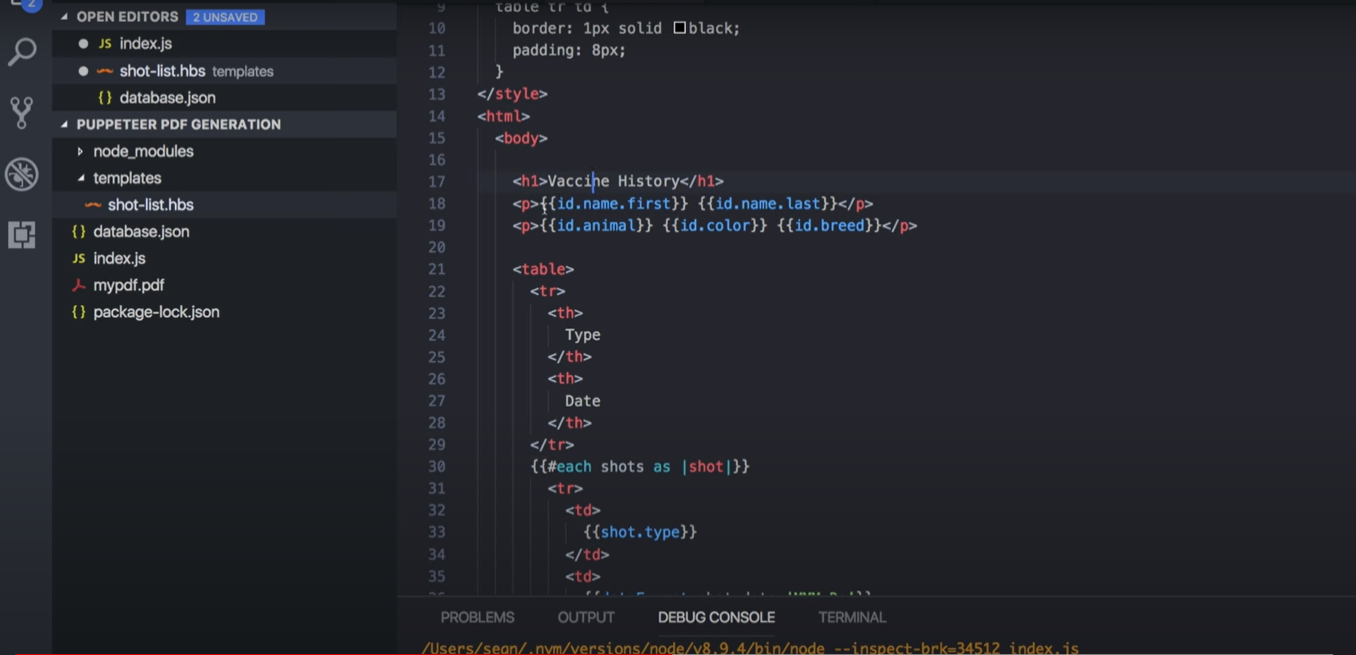 2
OPEN EDITORS 2 UNSAVED
JS index.js
shot-list.hbs templates
{} database.json
PUPPETEER PDF GENERATION
node_modules
templates
shot-list.hbs
{} database.json
JS index.js
mypdf.pdf
{} package-lock.json
9 table tr td {
10 border: 1px solid black;
11 padding: 8px;
12 }
13 </style>
14 <html>
15 <body>
16
17 <h1>Vaccine History</h1>
18 <p>{{id.name.first}} {{id.name.last}}</p>
19 <p>{{id.animal}} {{id.color}} {{id.breed}}</p>
20
21 <table>
22 <tr>
23 <th>
24 Type
25 </th>
26 <th>
27 Date
28 </th>
29 </tr>
30 {{#each shots as |shot|}}
31 <tr>
32 <td>
33 {{shot.type}}
34 </td>
35 <td>
PROBLEMS OUTPUT DEBUG CONSOLE TERMINAL
/Users/sean/.nvm/versions/node/v8.9.4/bin/node --inspect-brk=34512 index.js